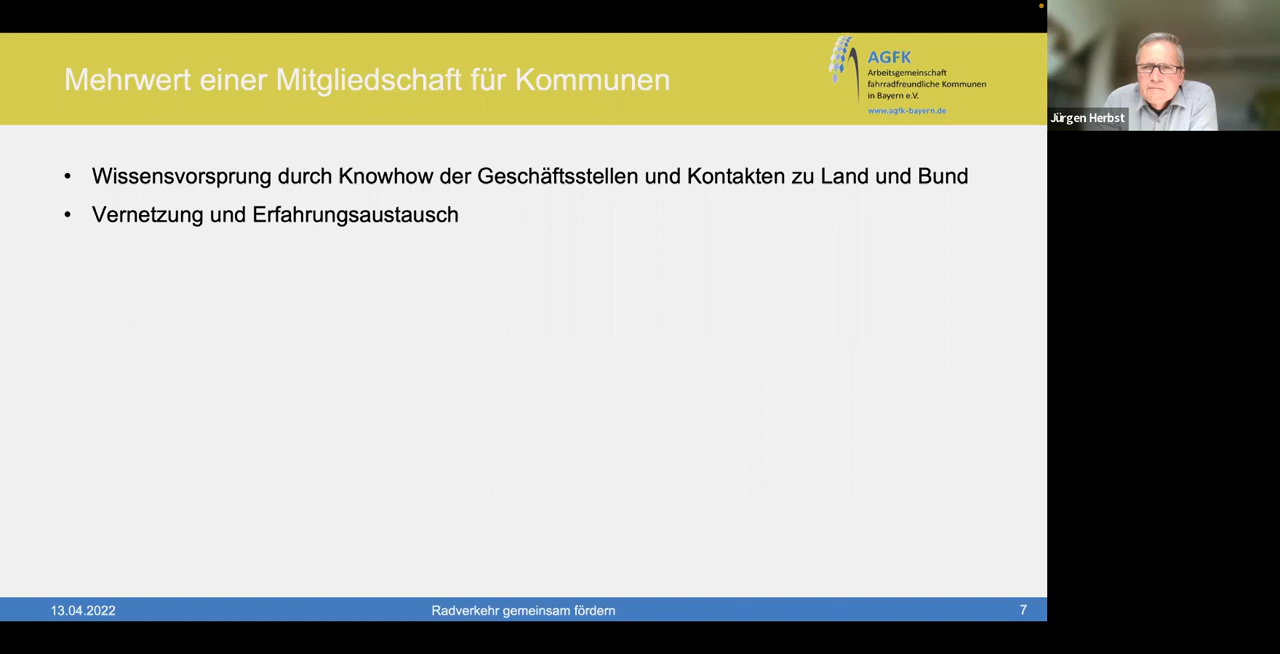 Mehrwert einer Mitgliedschaft für Kommunen
AGFK
Arbeitsgemeinschaft
fahrradfreundliche Kommunen
in Bayern e.V.
www.agfk-bayern.de
Jürgen Herbst
• Wissensvorsprung durch Knowhow der Geschäftsstellen und Kontakten zu Land und Bund
• Vernetzung und Erfahrungsaustausch
13.04.2022
Radverkehr gemeinsam fördern
7